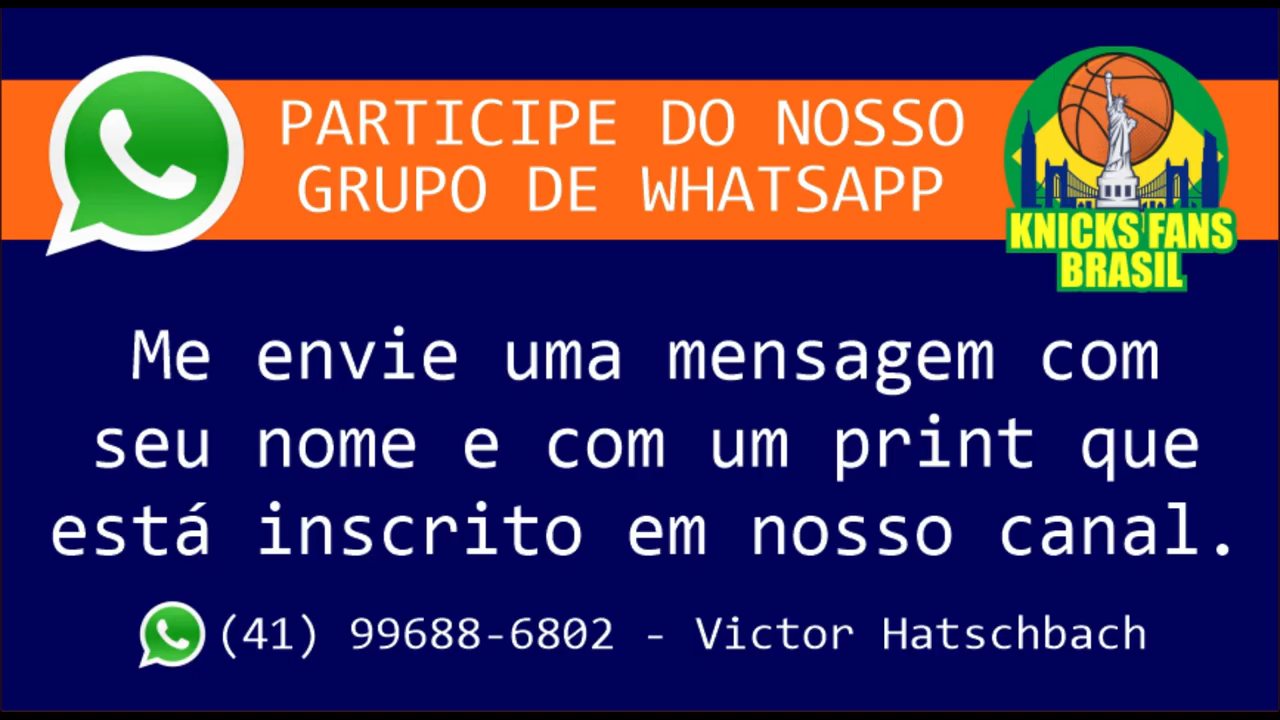 PARTICIPE DO NOSSO
GRUPO DE WHATSAPP
KNICKS FANS
BRASIL
Me envie uma mensagem com
seu nome e com um print que
está inscrito em nosso canal.
(41) 99688-6802 - Victor Hatschbach